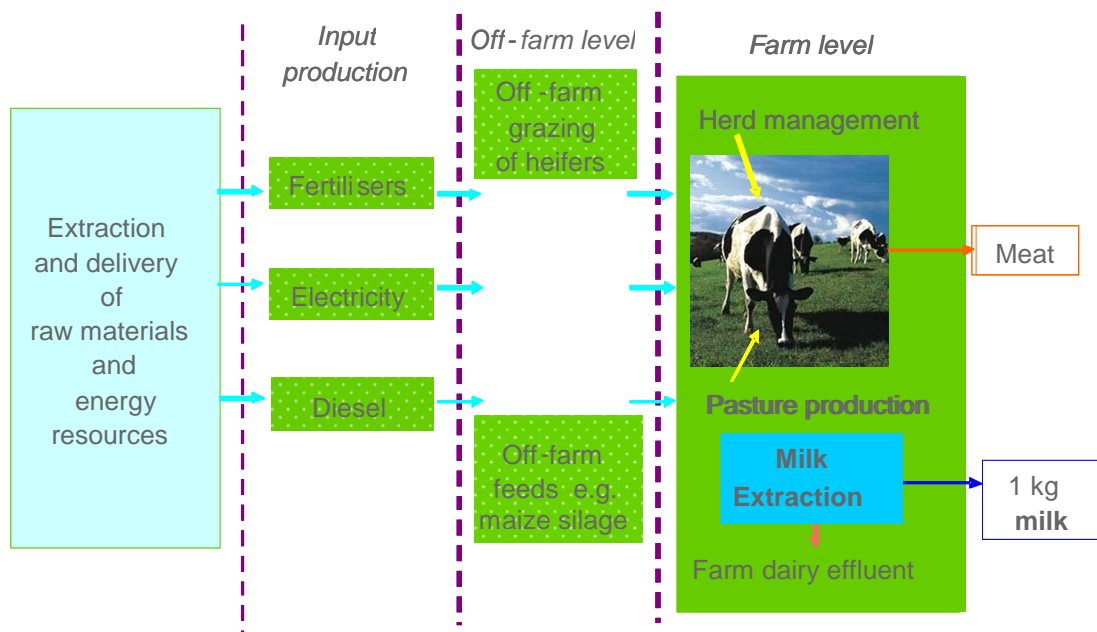 Input
production
Off-farm level
Farm level
Extraction
and delivery
of
raw materials
and
energy
resources
Fertilisers
Electricity
Diesel
Off-farm
grazing
of heifers
Off-farm
feeds e.g.
maize silage
Herd management
Pasture production
Milk
Extraction
Farm dairy effluent
Meat
1 kg
milk